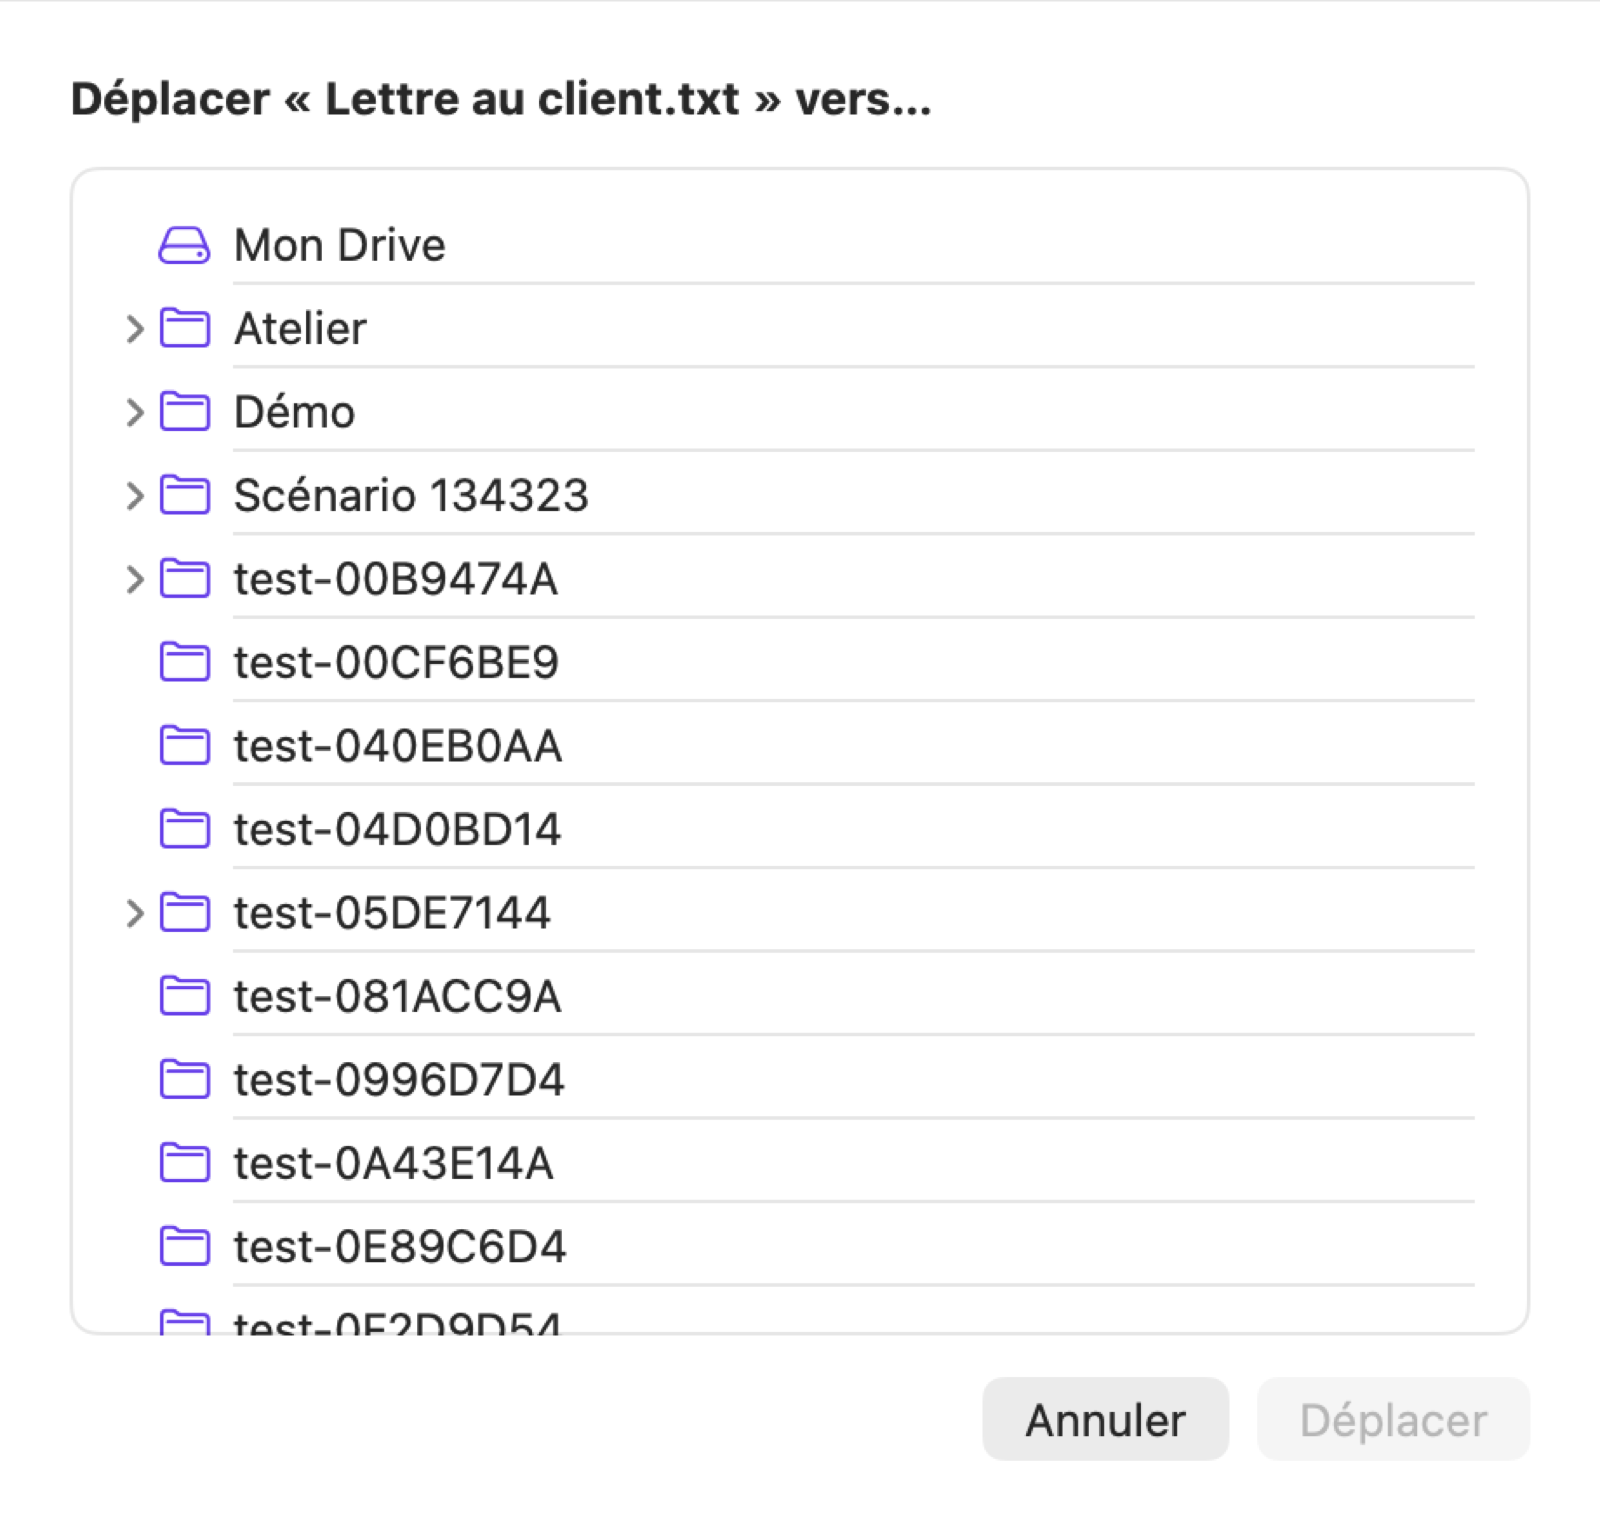 Déplacer « Lettre au client.txt » vers...
Mon Drive
Atelier
Démo
Scénario 134323
test-00B9474A
test-00CF6BE9
test-040EB0AA
test-04D0BD14
test-05DE7144
test-081ACC9A
test-0996D7D4
test-0A43E14A
test-0E89C6D4
Annuler
Déplacer